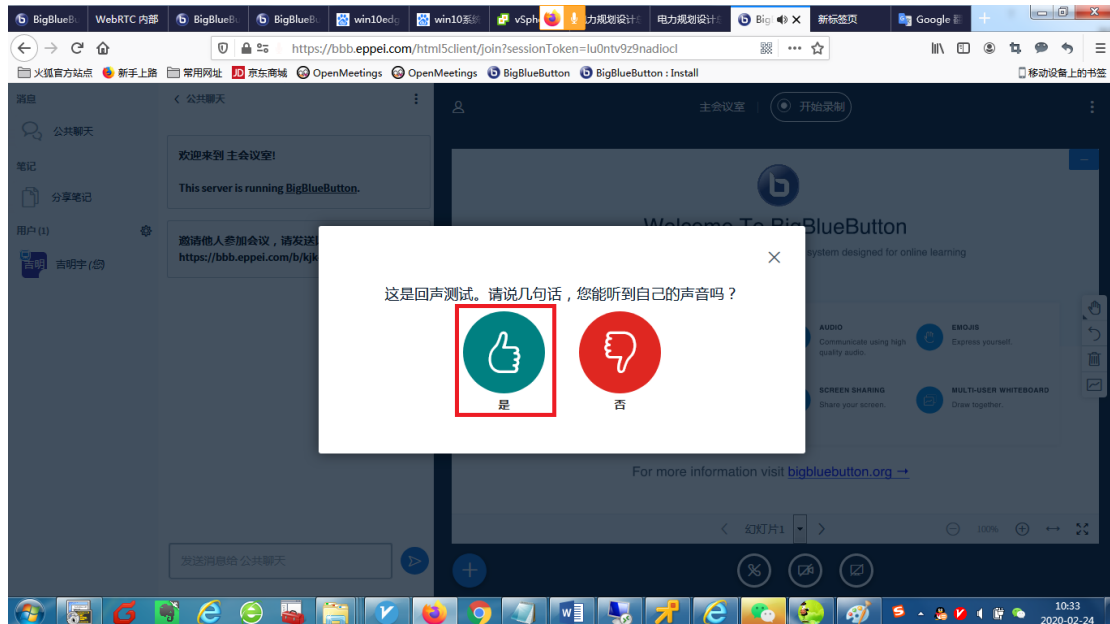 BigBlueBu
WebRTC 内部
BigBlueBu
BigBlueBu
win10edg
win10系统
vSph
力规划设计
电力规划设计
Bigl
新标签页
Google
https://bbb.eppei.com/html5client/join?sessionToken=lu0ntv9z9nadiocl
火狐官方站点
新手上路
常用网址
京东商城
OpenMeetings
OpenMeetings
BigBlueButton
BigBlueButton : Install
移动设备上的书签
消息
公共聊天
公共聊天
笔记
分享笔记
用户 (1)
吉明
吉明宇 (您)
欢迎来到 主会议室!
This server is running BigBlueButton.
邀请他人参加会议，请发送
https://bbb.eppei.com/b/kjk
主会议室
开始录制
Welcome To BigBlueButton
system designed for online learning
这是回声测试。请说几句话，您能听到自己的声音吗？
是
否
AUDIO
Communicate using high
quality audio.
EMOJIS
Express yourself.
SCREEN SHARING
Share your screen.
MULTI-USER WHITEBOARD
Draw together.
For more information visit bigbluebutton.org →
幻灯片1
100%
发送消息给 公共聊天
10:33
2020-02-24